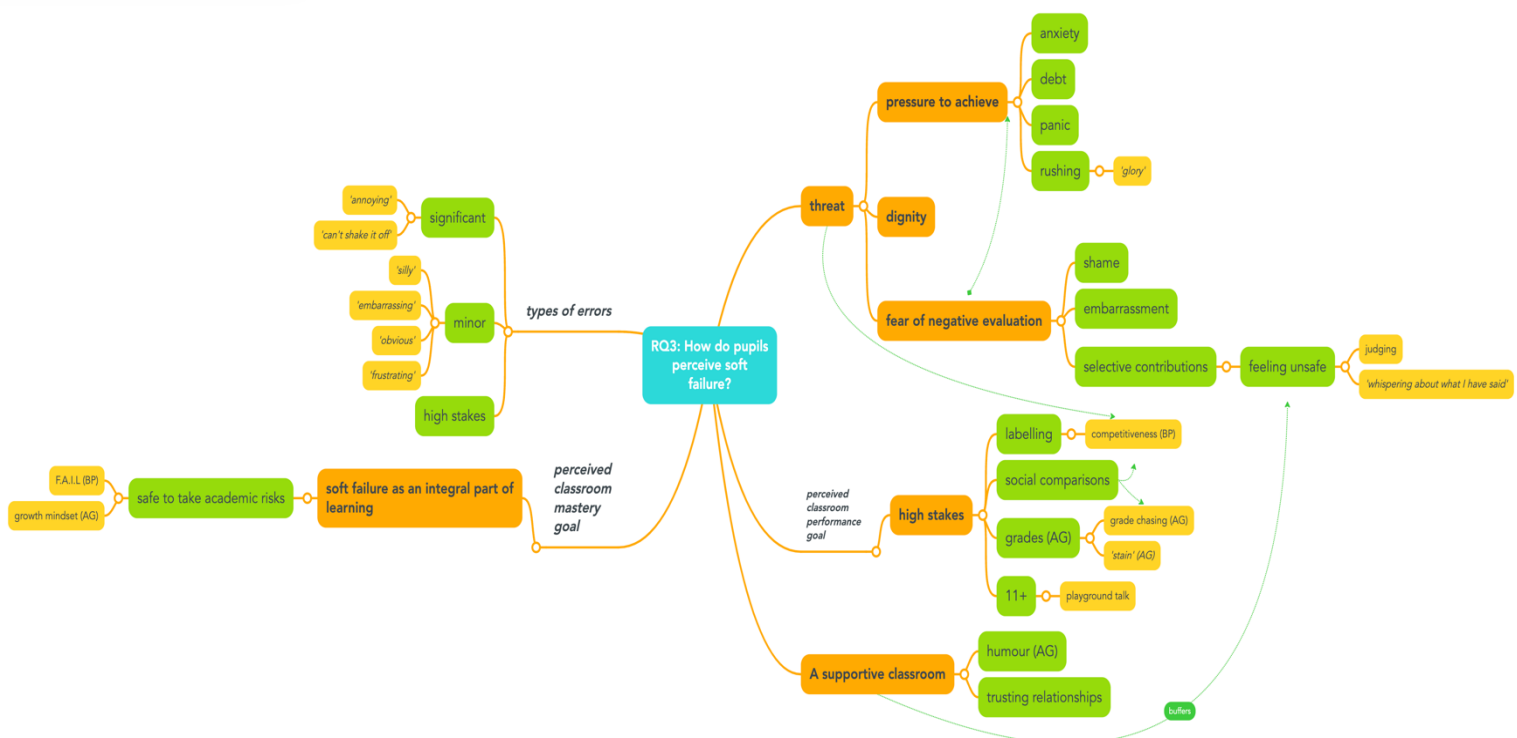 RQ3: How do pupils
perceive soft
failure?
threat
pressure to achieve
anxiety
debt
panic
rushing
'glory'
dignity
fear of negative evaluation
shame
embarrassment
selective contributions
feeling unsafe
judging
'whispering about what I have said'
perceived
classroom
performance
goal
high stakes
labelling
competitiveness (BP)
social comparisons
grades (AG)
grade chasing (AG)
'stain' (AG)
11+
playground talk
A supportive classroom
humour (AG)
trusting relationships
buffers
types of errors
significant
'annoying'
'can't shake it off'
minor
'silly'
'embarrassing'
'obvious'
'frustrating'
high stakes
perceived
classroom
mastery
goal
soft failure as an integral part of
learning
safe to take academic risks
F.A.I.L (BP)
growth mindset (AG)